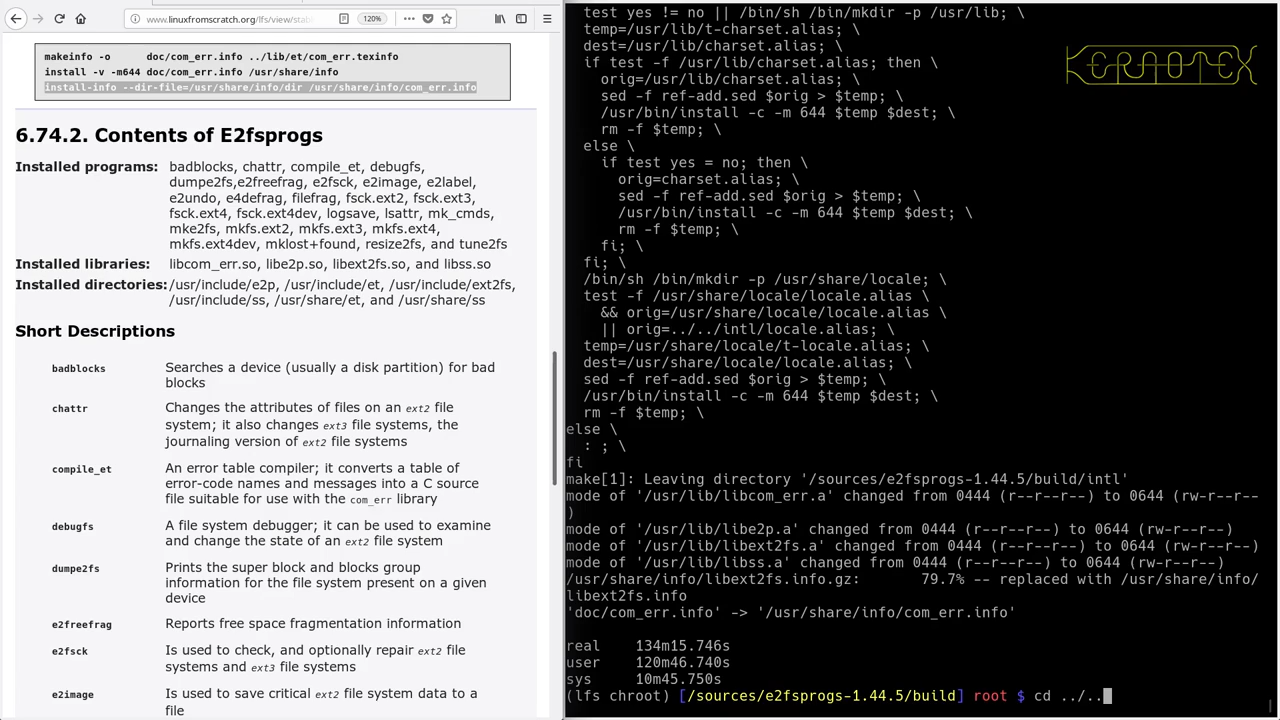 www.linuxfromscratch.org/lfs/view/stab
120%
makeinfo -o      doc/com_err.info ../lib/et/com_err.texinfo
install -v -m644 doc/com_err.info /usr/share/info
install-info --dir-file=/usr/share/info/dir /usr/share/info/com_err.info
6.74.2. Contents of E2fsprogs
Installed programs: badblocks, chattr, compile_et, debugfs,
dumpe2fs,e2freefrag, e2fsck, e2image, e2label,
e2undo, e4defrag, filefrag, fsck.ext2, fsck.ext3,
fsck.ext4, fsck.ext4dev, logsave, lsattr, mk_cmds,
mke2fs, mkfs.ext2, mkfs.ext3, mkfs.ext4,
mkfs.ext4dev, mklost+found, resize2fs, and tune2fs
Installed libraries: libcom_err.so, libe2p.so, libext2fs.so, and libss.so
Installed directories: /usr/include/e2p, /usr/include/et, /usr/include/ext2fs,
/usr/include/ss, /usr/share/et, and /usr/share/ss
Short Descriptions
badblocks Searches a device (usually a disk partition) for bad
blocks
chattr Changes the attributes of files on an ext2 file
system; it also changes ext3 file systems, the
journaling version of ext2 file systems
compile_et An error table compiler; it converts a table of
error-code names and messages into a C source
file suitable for use with the com_err library
debugfs A file system debugger; it can be used to examine
and change the state of an ext2 file system
dumpe2fs Prints the super block and blocks group
information for the file system present on a given
device
e2freefrag Reports free space fragmentation information
e2fsck Is used to check, and optionally repair ext2 file
systems and ext3 file systems
e2image Is used to save critical ext2 file system data to a
file
test yes != no || /bin/sh /bin/mkdir -p /usr/lib; \
temp=/usr/lib/t-charset.alias; \
dest=/usr/lib/charset.alias; \
if test -f /usr/lib/charset.alias; then \
orig=/usr/lib/charset.alias; \
sed -f ref-add.sed $orig > $temp; \
/usr/bin/install -c -m 644 $temp $dest; \
rm -f $temp; \
else \
if test yes = no; then \
orig=charset.alias; \
sed -f ref-add.sed $orig > $temp; \
/usr/bin/install -c -m 644 $temp $dest; \
rm -f $temp; \
fi; \
fi; \
/bin/sh /bin/mkdir -p /usr/share/locale; \
test -f /usr/share/locale/locale.alias \
&& orig=/usr/share/locale/locale.alias \
|| orig=../../intl/locale.alias; \
temp=/usr/share/locale/t-locale.alias; \
dest=/usr/share/locale/locale.alias; \
sed -f ref-add.sed $orig > $temp; \
/usr/bin/install -c -m 644 $temp $dest; \
rm -f $temp; \
else \
: ; \
fi
make[1]: Leaving directory '/sources/e2fsprogs-1.44.5/build/intl'
mode of '/usr/lib/libcom_err.a' changed from 0444 (r--r--r--) to 0644 (rw-r--r--
)
mode of '/usr/lib/libe2p.a' changed from 0444 (r--r--r--) to 0644 (rw-r--r--)
mode of '/usr/lib/libext2fs.a' changed from 0444 (r--r--r--) to 0644 (rw-r--r--)
mode of '/usr/lib/libss.a' changed from 0444 (r--r--r--) to 0644 (rw-r--r--)
/usr/share/info/libext2fs.info.gz:       79.7% -- replaced with /usr/share/info/
libext2fs.info
'doc/com_err.info' -> '/usr/share/info/com_err.info'
real    134m15.746s
user    120m46.740s
sys     10m45.750s
(lfs chroot) [/sources/e2fsprogs-1.44.5/build] root $ cd ../..
KERAOTEX